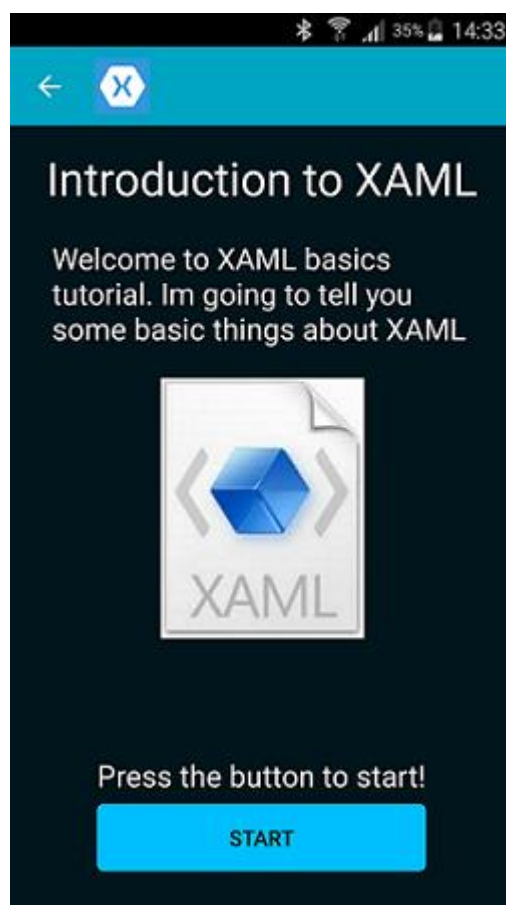 35% 14:33
X
Introduction to XAML
Welcome to XAML basics
tutorial. Im going to tell you
some basic things about XAML
XAML
Press the button to start!
START